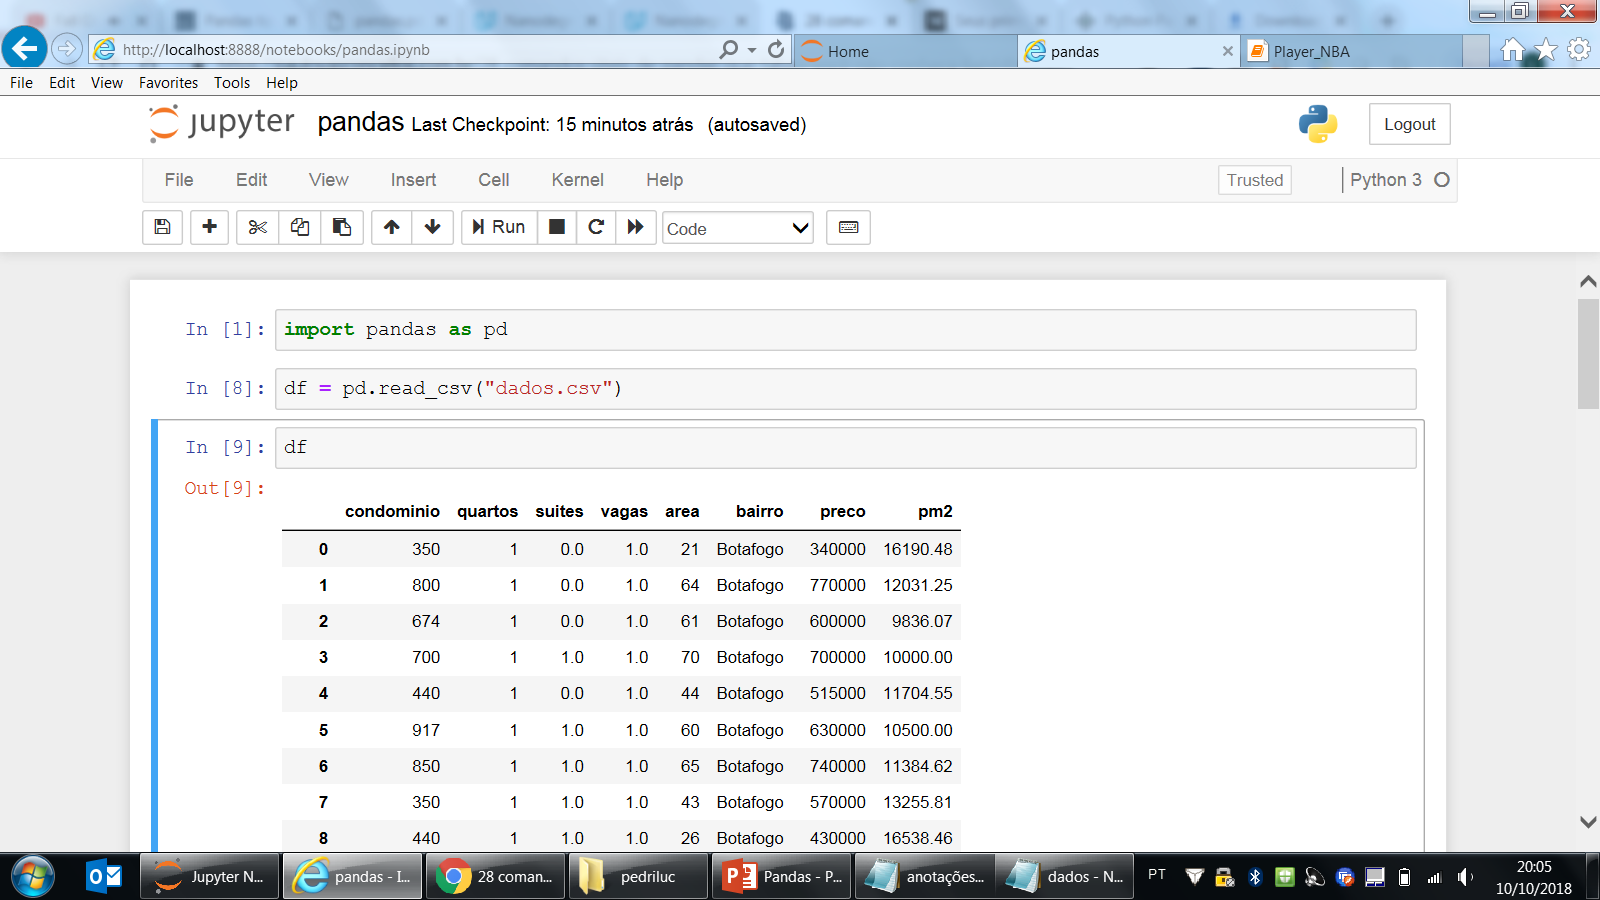 http://localhost:8888/notebooks/pandas.ipynb
Home
pandas
Player_NBA
File Edit View Favorites Tools Help
jupyter pandas Last Checkpoint: 15 minutos atrás (autosaved)
Logout
File Edit View Insert Cell Kernel Help
Trusted
Python 3
Run
Code
In [1]: import pandas as pd
In [8]: df = pd.read_csv("dados.csv")
In [9]: df
Out[9]:
condominio quartos suites vagas area bairro preco pm2
0 350 1 0.0 1.0 21 Botafogo 340000 16190.48
1 800 1 0.0 1.0 64 Botafogo 770000 12031.25
2 674 1 0.0 1.0 61 Botafogo 600000 9836.07
3 700 1 1.0 1.0 70 Botafogo 700000 10000.00
4 440 1 0.0 1.0 44 Botafogo 515000 11704.55
5 917 1 1.0 1.0 60 Botafogo 630000 10500.00
6 850 1 1.0 1.0 65 Botafogo 740000 11384.62
7 350 1 1.0 1.0 43 Botafogo 570000 13255.81
8 440 1 1.0 1.0 26 Botafogo 430000 16538.46
Jupyter N...
pandas - I...
28 coman...
pedriluc
Pandas - P...
anotações...
dados - N...
PT
20:05
10/10/2018